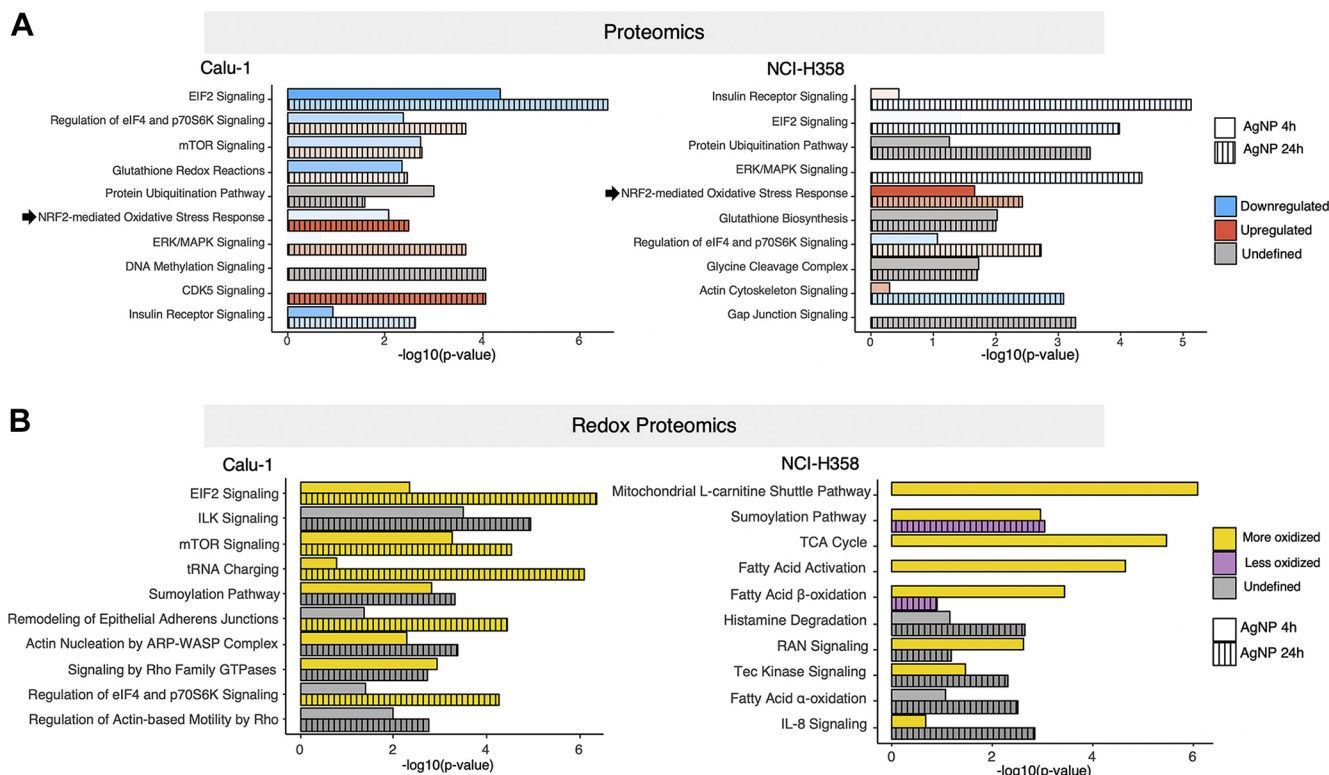 A
Proteomics
Calu-1
EIF2 Signaling
Regulation of eIF4 and p70S6K Signaling
mTOR Signaling
Glutathione Redox Reactions
Protein Ubiquitination Pathway
NRF2-mediated Oxidative Stress Response
ERK/MAPK Signaling
DNA Methylation Signaling
CDK5 Signaling
Insulin Receptor Signaling
0 2 4 6
-log10(p-value)
NCI-H358
Insulin Receptor Signaling
EIF2 Signaling
Protein Ubiquitination Pathway
ERK/MAPK Signaling
NRF2-mediated Oxidative Stress Response
Glutathione Biosynthesis
Regulation of eIF4 and p70S6K Signaling
Glycine Cleavage Complex
Actin Cytoskeleton Signaling
Gap Junction Signaling
0 1 2 3 4 5
-log10(p-value)
AgNP 4h
AgNP 24h
Downregulated
Upregulated
Undefined
B
Redox Proteomics
Calu-1
EIF2 Signaling
ILK Signaling
mTOR Signaling
tRNA Charging
Sumoylation Pathway
Remodeling of Epithelial Adherens Junctions
Actin Nucleation by ARP-WASP Complex
Signaling by Rho Family GTPases
Regulation of eIF4 and p70S6K Signaling
Regulation of Actin-based Motility by Rho
0 2 4 6
-log10(p-value)
NCI-H358
Mitochondrial L-carnitine Shuttle Pathway
Sumoylation Pathway
TCA Cycle
Fatty Acid Activation
Fatty Acid β-oxidation
Histamine Degradation
RAN Signaling
Tec Kinase Signaling
Fatty Acid α-oxidation
IL-8 Signaling
0 2 4 6
-log10(p-value)
More oxidized
Less oxidized
Undefined
AgNP 4h
AgNP 24h